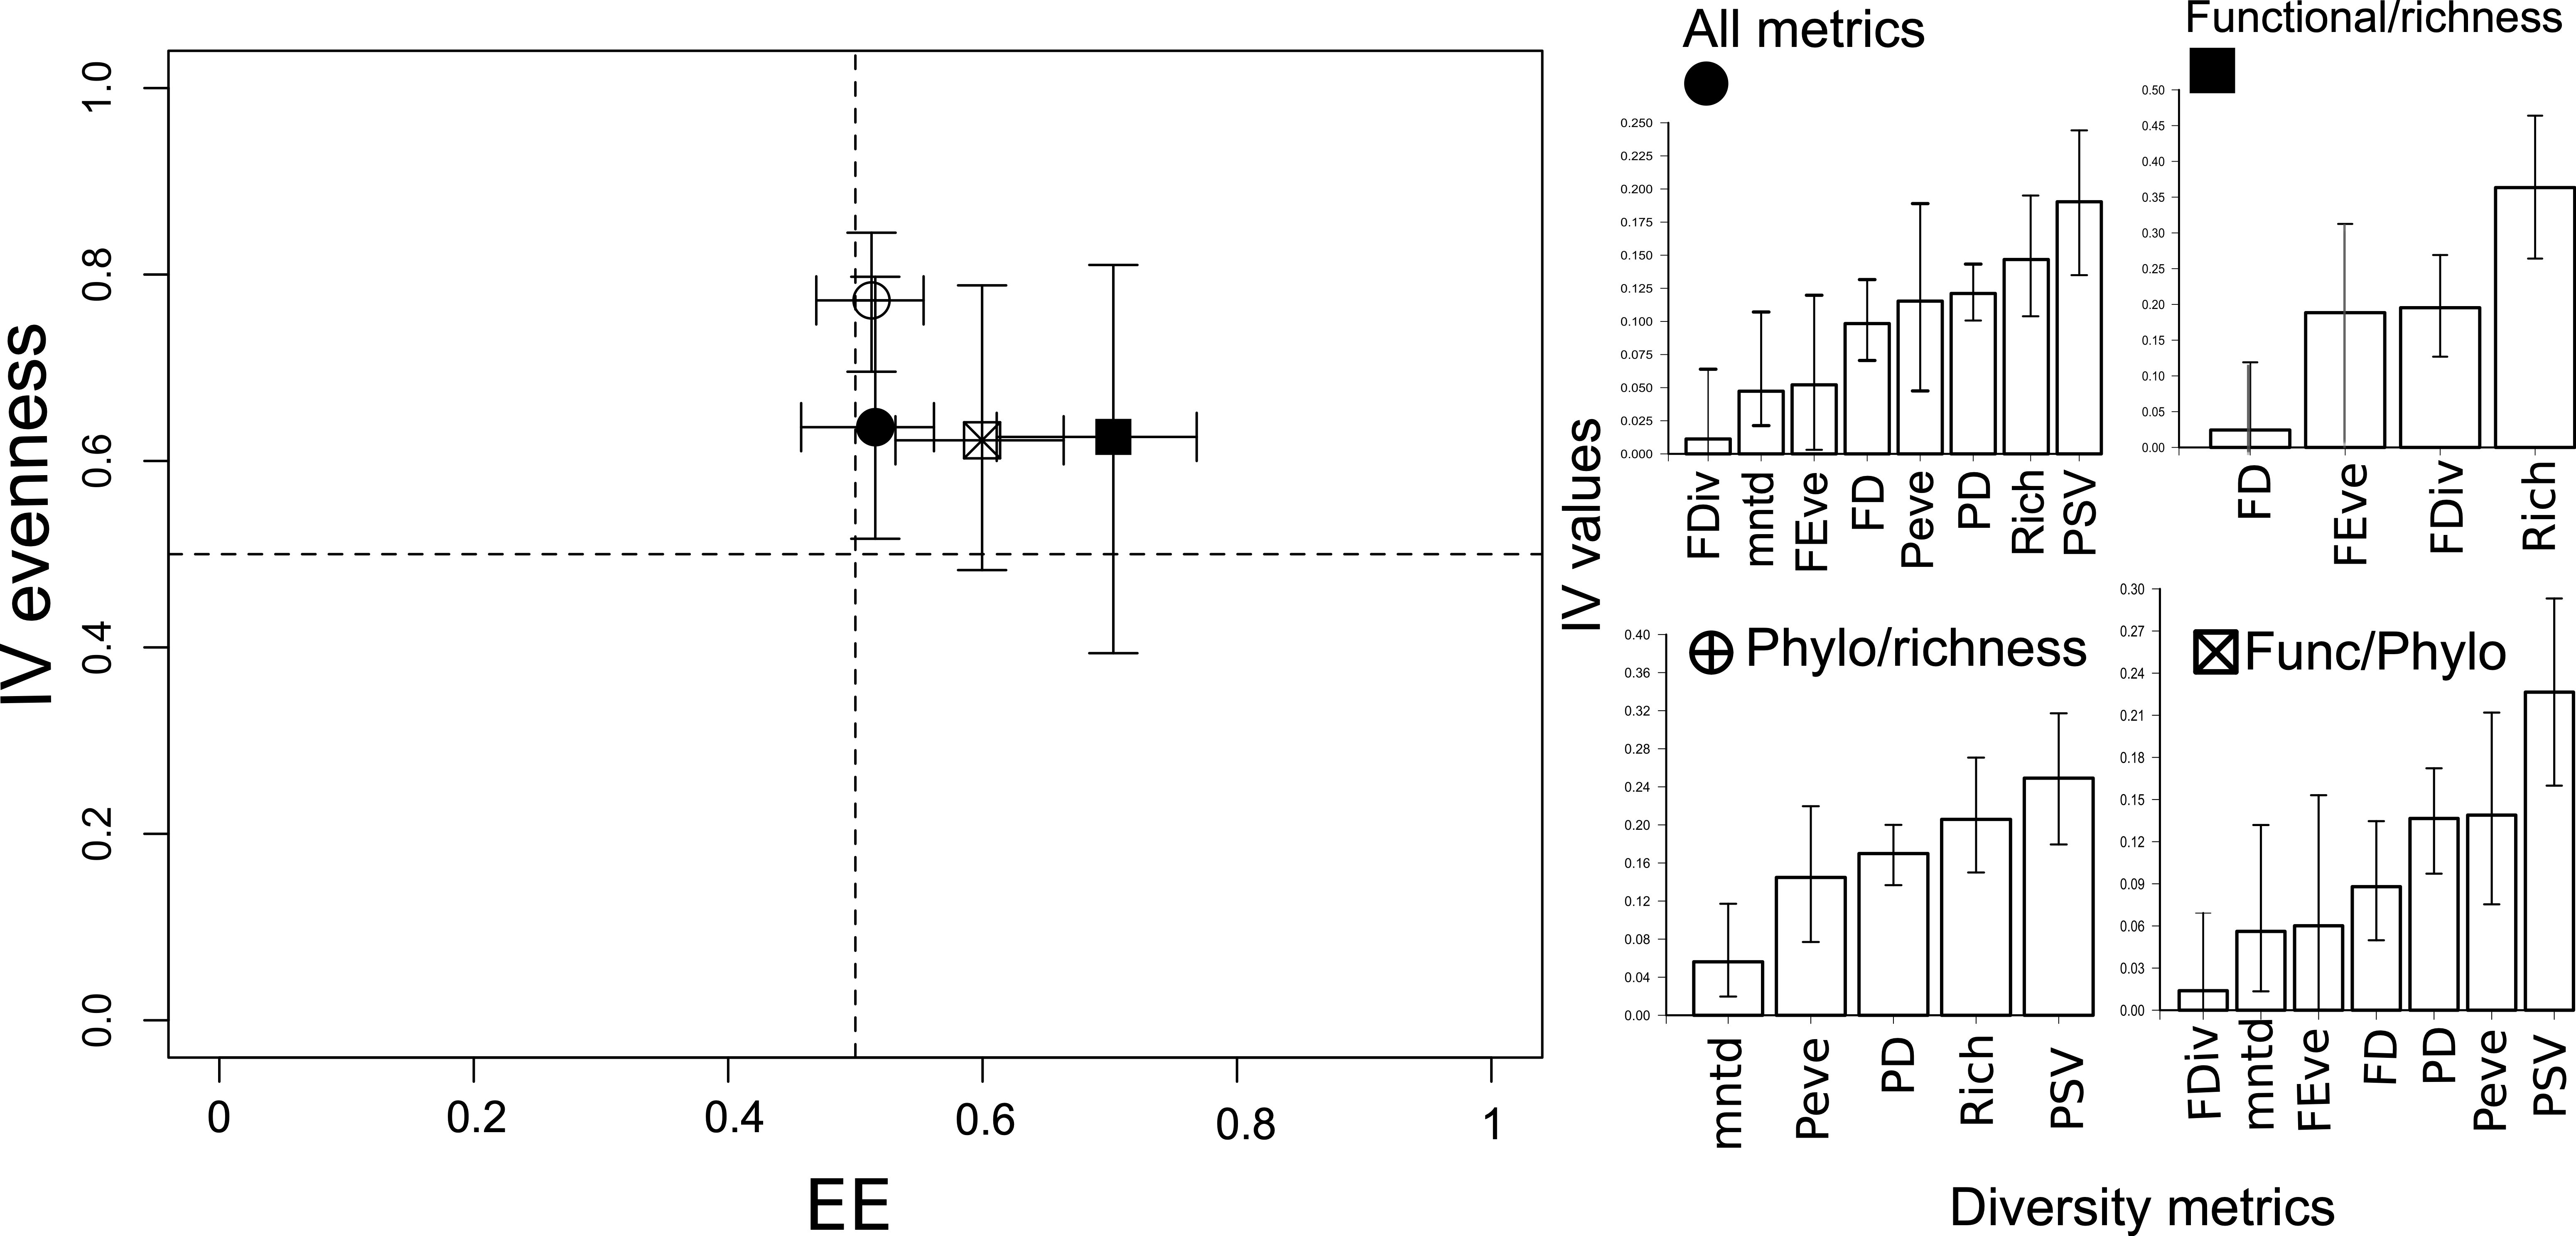 IV evenness
1.0
0.8
0.6
0.4
0.2
0.0
0
0.2
0.4
0.6
0.8
1
EE
All metrics
IV values
0.250
0.225
0.200
0.175
0.150
0.125
0.100
0.075
0.050
0.025
0.000
FDiv
mntd
FEve
FD
Peve
PD
Rich
PSV
Functional/richness
0.50
0.45
0.40
0.35
0.30
0.25
0.20
0.15
0.10
0.05
0.00
FD
FEve
FDiv
Rich
Phylo/richness
0.40
0.36
0.32
0.28
0.24
0.20
0.16
0.12
0.08
0.04
0.00
mntd
Peve
PD
Rich
PSV
Func/Phylo
0.30
0.27
0.24
0.21
0.18
0.15
0.12
0.09
0.06
0.03
0.00
FDiv
mntd
FEve
FD
PD
Peve
PSV
Diversity metrics